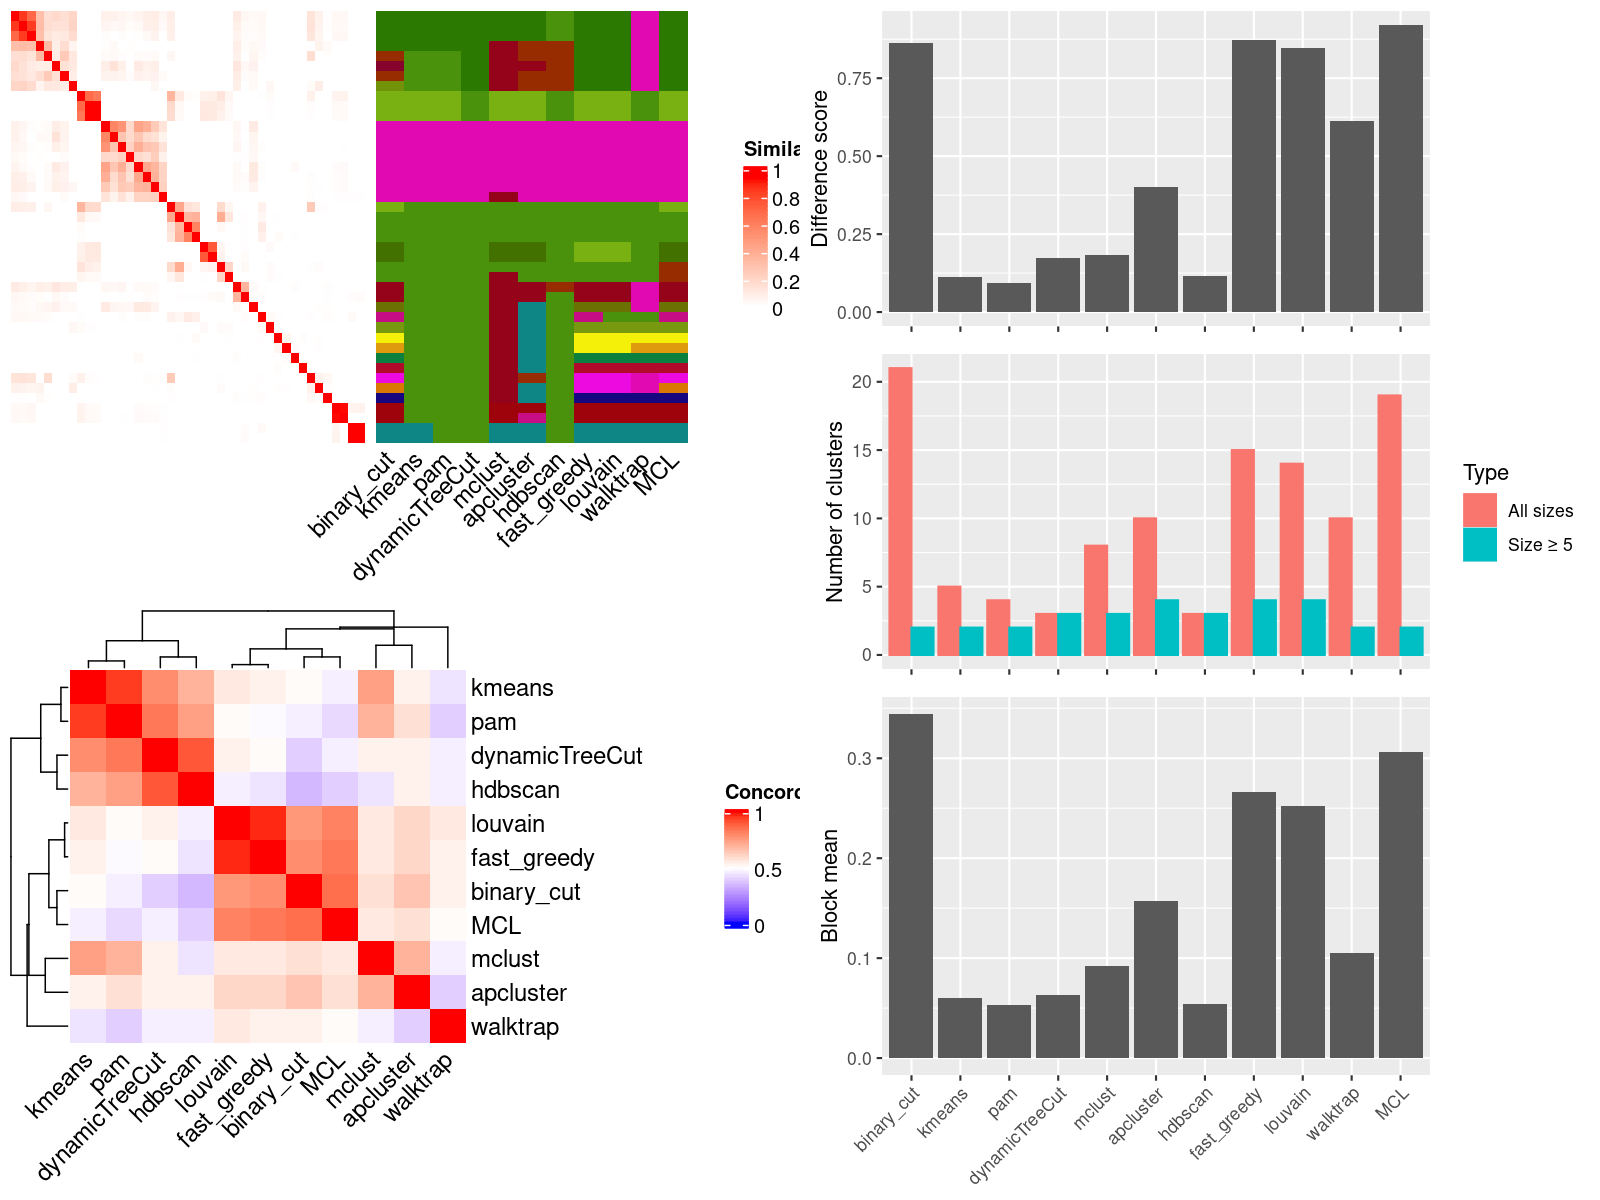 Simila
1
0.8
0.6
0.4
0.2
0
binary_cut
kmeans
pam
dynamicTreeCut
mclust
apcluster
hdbscan
fast_greedy
louvain
walktrap
MCL
kmeans
pam
dynamicTreeCut
hdbscan
louvain
fast_greedy
binary_cut
MCL
mclust
apcluster
walktrap
kmeans
pam
dynamicTreeCut
hdbscan
louvain
fast_greedy
binary_cut
MCL
mclust
apcluster
walktrap
Concorc
1
0.5
0
Difference score
0.75
0.50
0.25
0.00
Number of clusters
20
15
10
5
0
Block mean
0.3
0.2
0.1
0.0
binary_cut
kmeans
pam
dynamicTreeCut
mclust
apcluster
hdbscan
fast_greedy
louvain
walktrap
MCL
Type
All sizes
Size ≥ 5